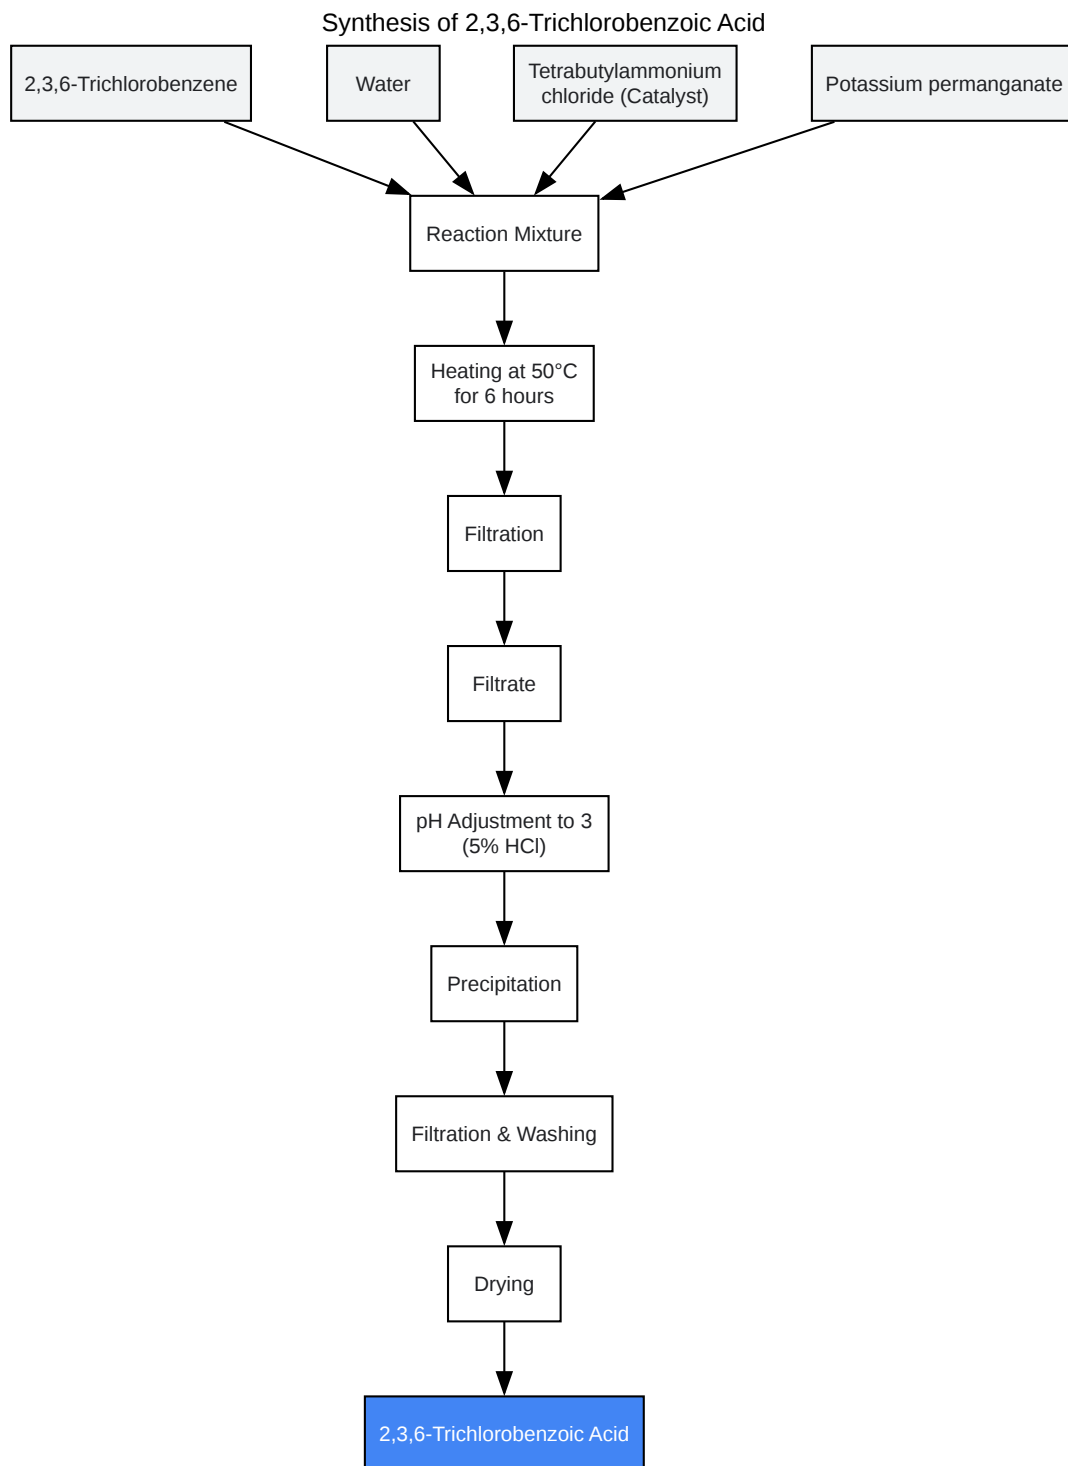 Synthesis of 2,3,6-Trichlorobenzoic Acid
2,3,6-Trichlorobenzene
Water
Tetrabutylammonium
chloride (Catalyst)
Potassium permanganate
Reaction Mixture
Heating at 50°C
for 6 hours
Filtration
Filtrate
pH Adjustment to 3
(5% HCl)
Precipitation
Filtration & Washing
Drying
2,3,6-Trichlorobenzoic Acid